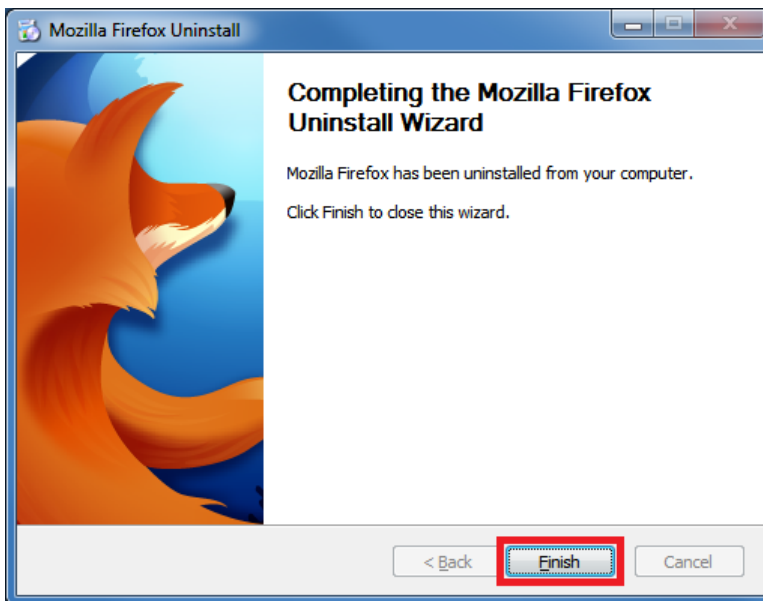 Mozilla Firefox Uninstall
Completing the Mozilla Firefox
Uninstall Wizard
Mozilla Firefox has been uninstalled from your computer.
Click Finish to close this wizard.
< Back
Finish
Cancel